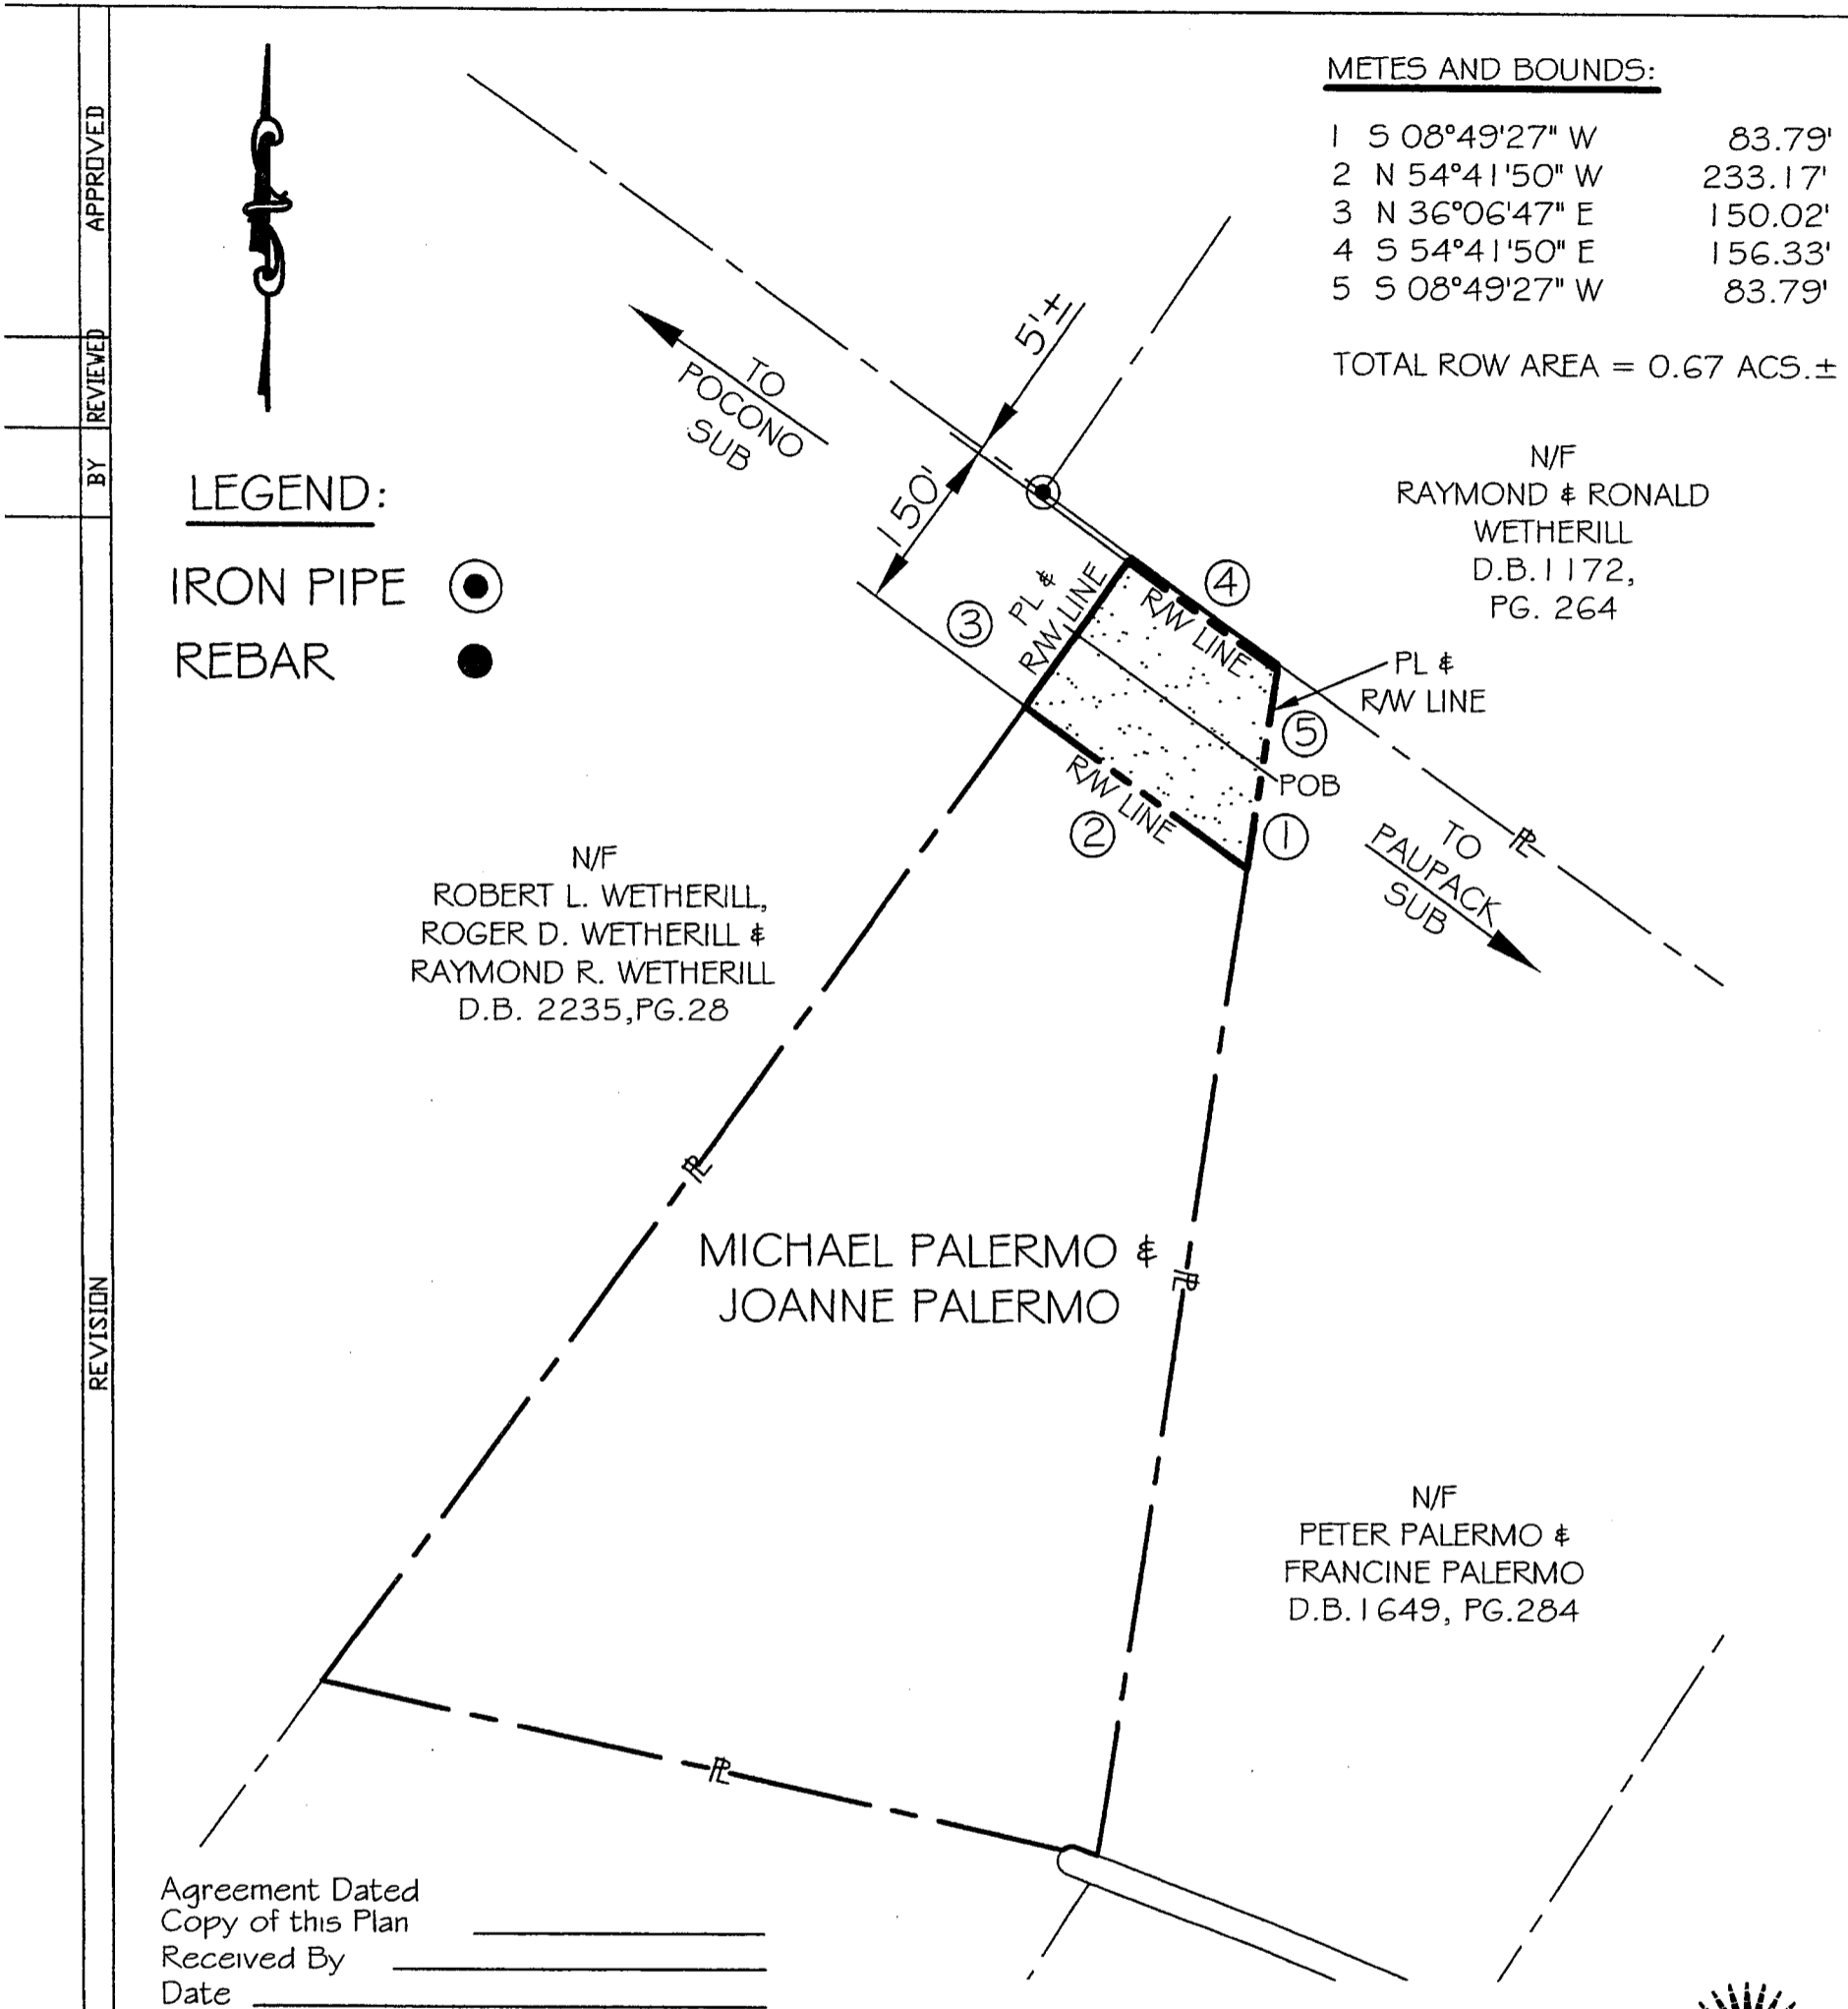 METES AND BOUNDS:
1 S 08°49'27" W 83.79'
2 N 54°41'50" W 233.17'
3 N 36°06'47" E 150.02'
4 S 54°41'50" E 156.33'
5 S 08°49'27" W 83.79'
TOTAL ROW AREA = 0.67 ACS.±
APPROVED
REVIEWED
BY
REVISION
LEGEND:
IRON PIPE
REBAR
TO
POCONO
SUB
5'±
150'
N/F
RAYMOND & RONALD
WETHERILL
D.B.1172,
PG. 264
3
PL &
R/W LINE
4
R/W LINE
PL &
R/W LINE
5
POB
R/W LINE
2
1
TO
PAUPACK
SUB
PL
N/F
ROBERT L. WETHERILL,
ROGER D. WETHERILL &
RAYMOND R. WETHERILL
D.B. 2235,PG.28
PL
MICHAEL PALERMO &
JOANNE PALERMO
PL
N/F
PETER PALERMO &
FRANCINE PALERMO
D.B.1649, PG.284
PL
Agreement Dated
Copy of this Plan
Received By
Date